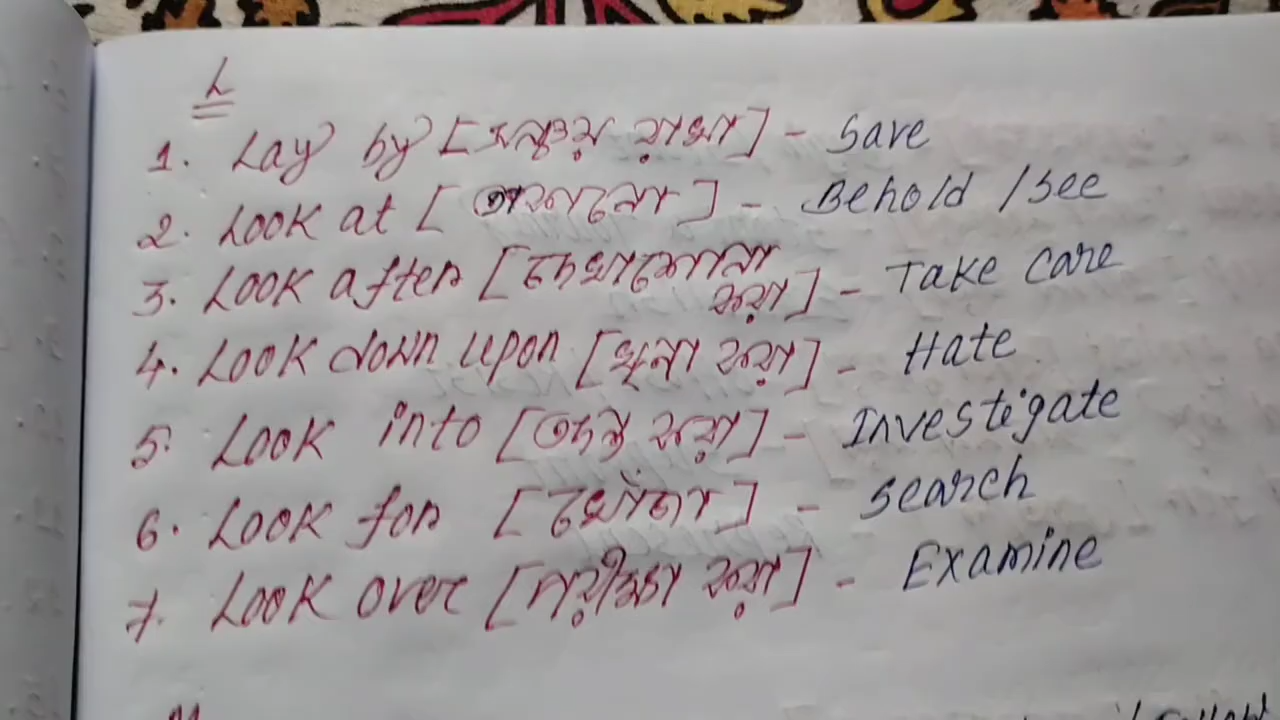 L
1. Lay by [সঞ্চয় রাখা] - Save
2. Look at [তাকানো] - Behold / See
3. Look after [দেখাশোনা
করা] - Take care
4. Look down upon [ঘৃনা করা] - Hate
5. Look into [তদন্ত করা] - Investigate
6. Look for [খোঁজা] - Search
7. Look over [পরীক্ষা করা] - Examine